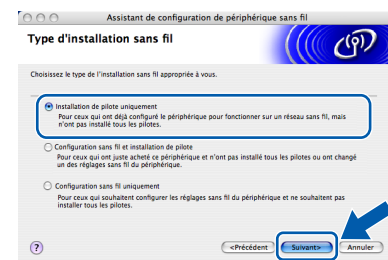 Assistant de configuration de périphérique sans fil
Type d'installation sans fil
Choisissez le type de l'installation sans fil appropriée à vous.
Installation de pilote uniquement
Pour ceux qui ont déjà configuré le périphérique pour fonctionner sur un réseau sans fil, mais
n'ont pas installé tous les pilotes.
Configuration sans fil et installation de pilote
Pour ceux qui ont juste acheté ce périphérique et n'ont pas installé tous les pilotes ou ont changé
un des réglages sans fil du périphérique.
Configuration sans fil uniquement
Pour ceux qui souhaitent configurer les réglages sans fil du périphérique et ne souhaitent pas
installer tous les pilotes.
? <Précédent Suivant> Annuler